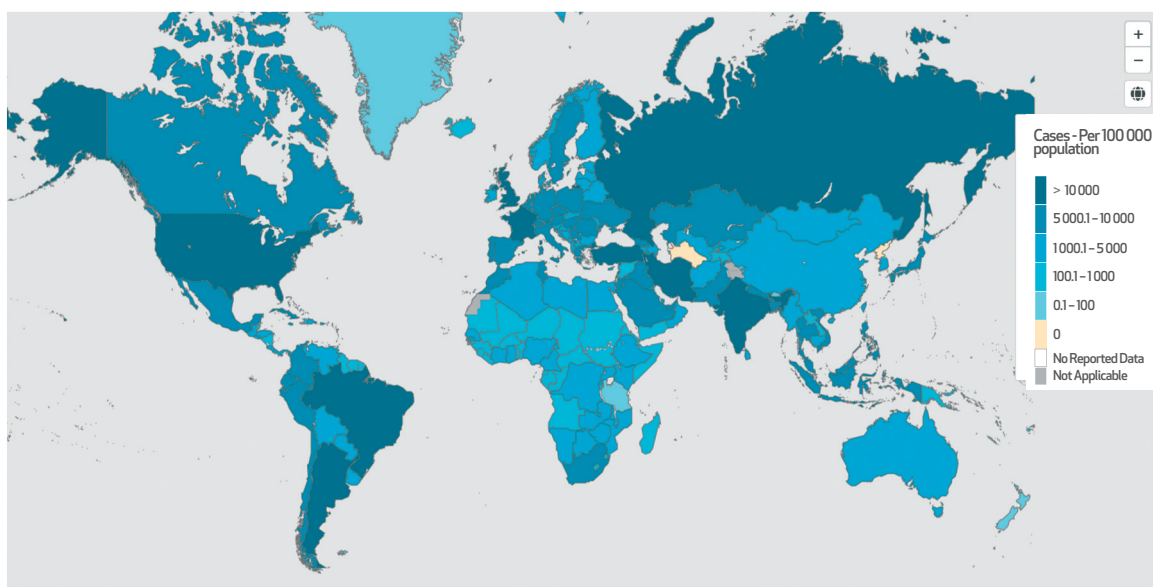 +
−
Cases - Per 100 000
population
> 10 000
5 000.1 – 10 000
1 000.1 – 5 000
100.1 – 1 000
0.1 – 100
0
No Reported Data
Not Applicable